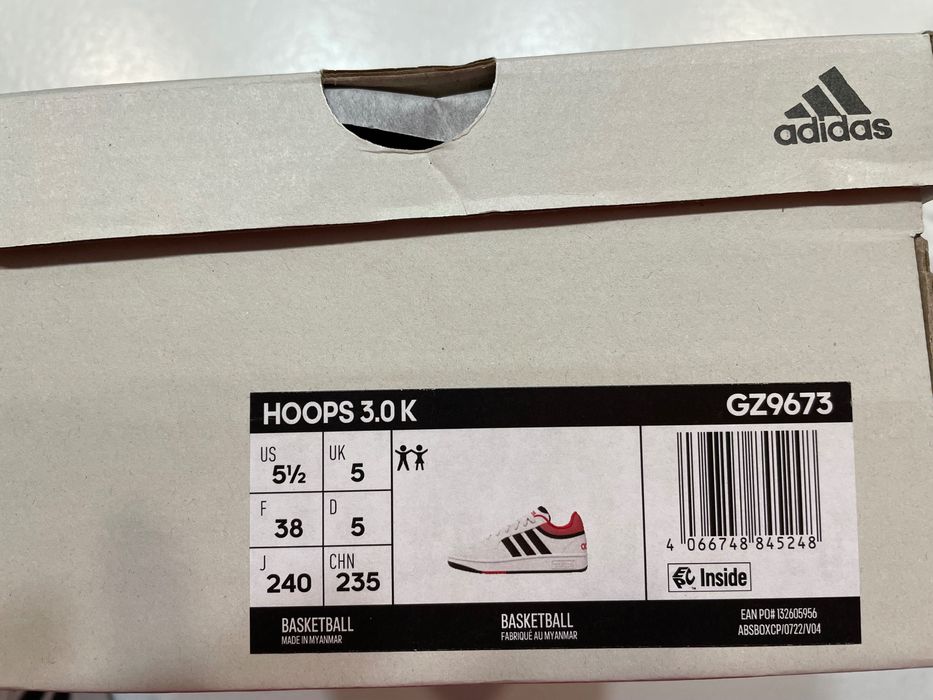 adidas
HOOPS 3.0 K
GZ9673
US
5½
UK
5
F
38
D
5
J
240
CHN
235
4 066748 845248
EPC Inside
BASKETBALL
MADE IN MYANMAR
BASKETBALL
FABRIQUÉ AU MYANMAR
EAN PO# 132605956
ABSBOXCP/0722/V04